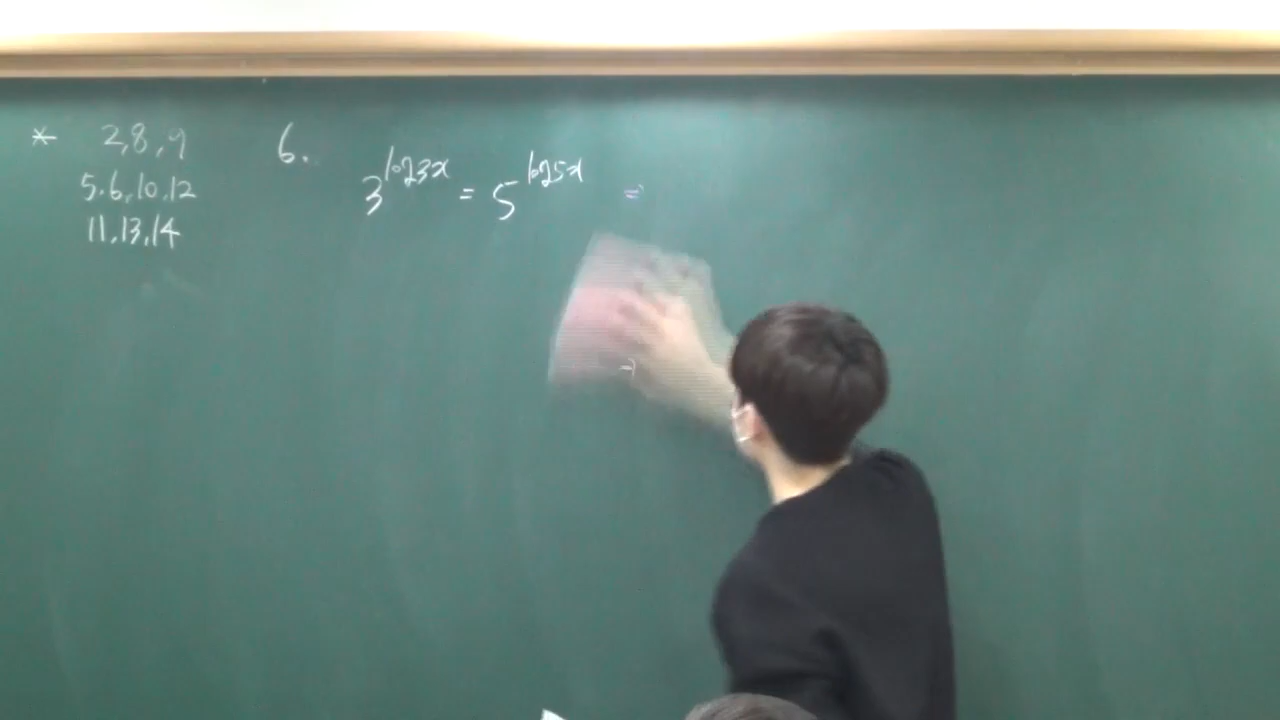 * 2,8,9
5.6,10,12
11,13,14
6. 3^log3x = 5^log5x =